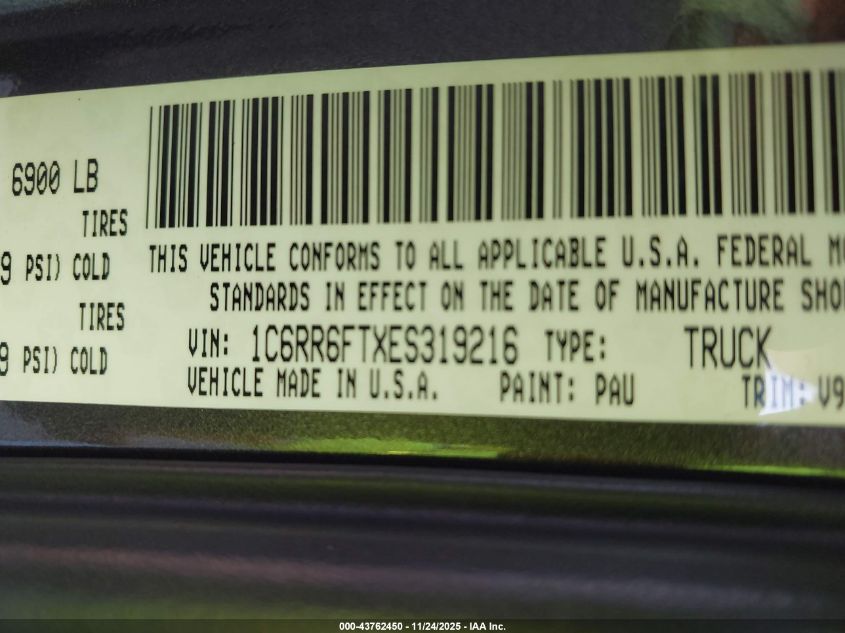 6900 LB
TIRES
9 PSI) COLD
TIRES
9 PSI) COLD
THIS VEHICLE CONFORMS TO ALL APPLICABLE U.S.A. FEDERAL
STANDARDS IN EFFECT ON THE DATE OF MANUFACTURE
VIN: 1C6RR6FTXES319216 TYPE: TRUCK
VEHICLE MADE IN U.S.A. PAINT: PAU TRIM: V9
000-43762450 - 11/24/2025 - IAA Inc.